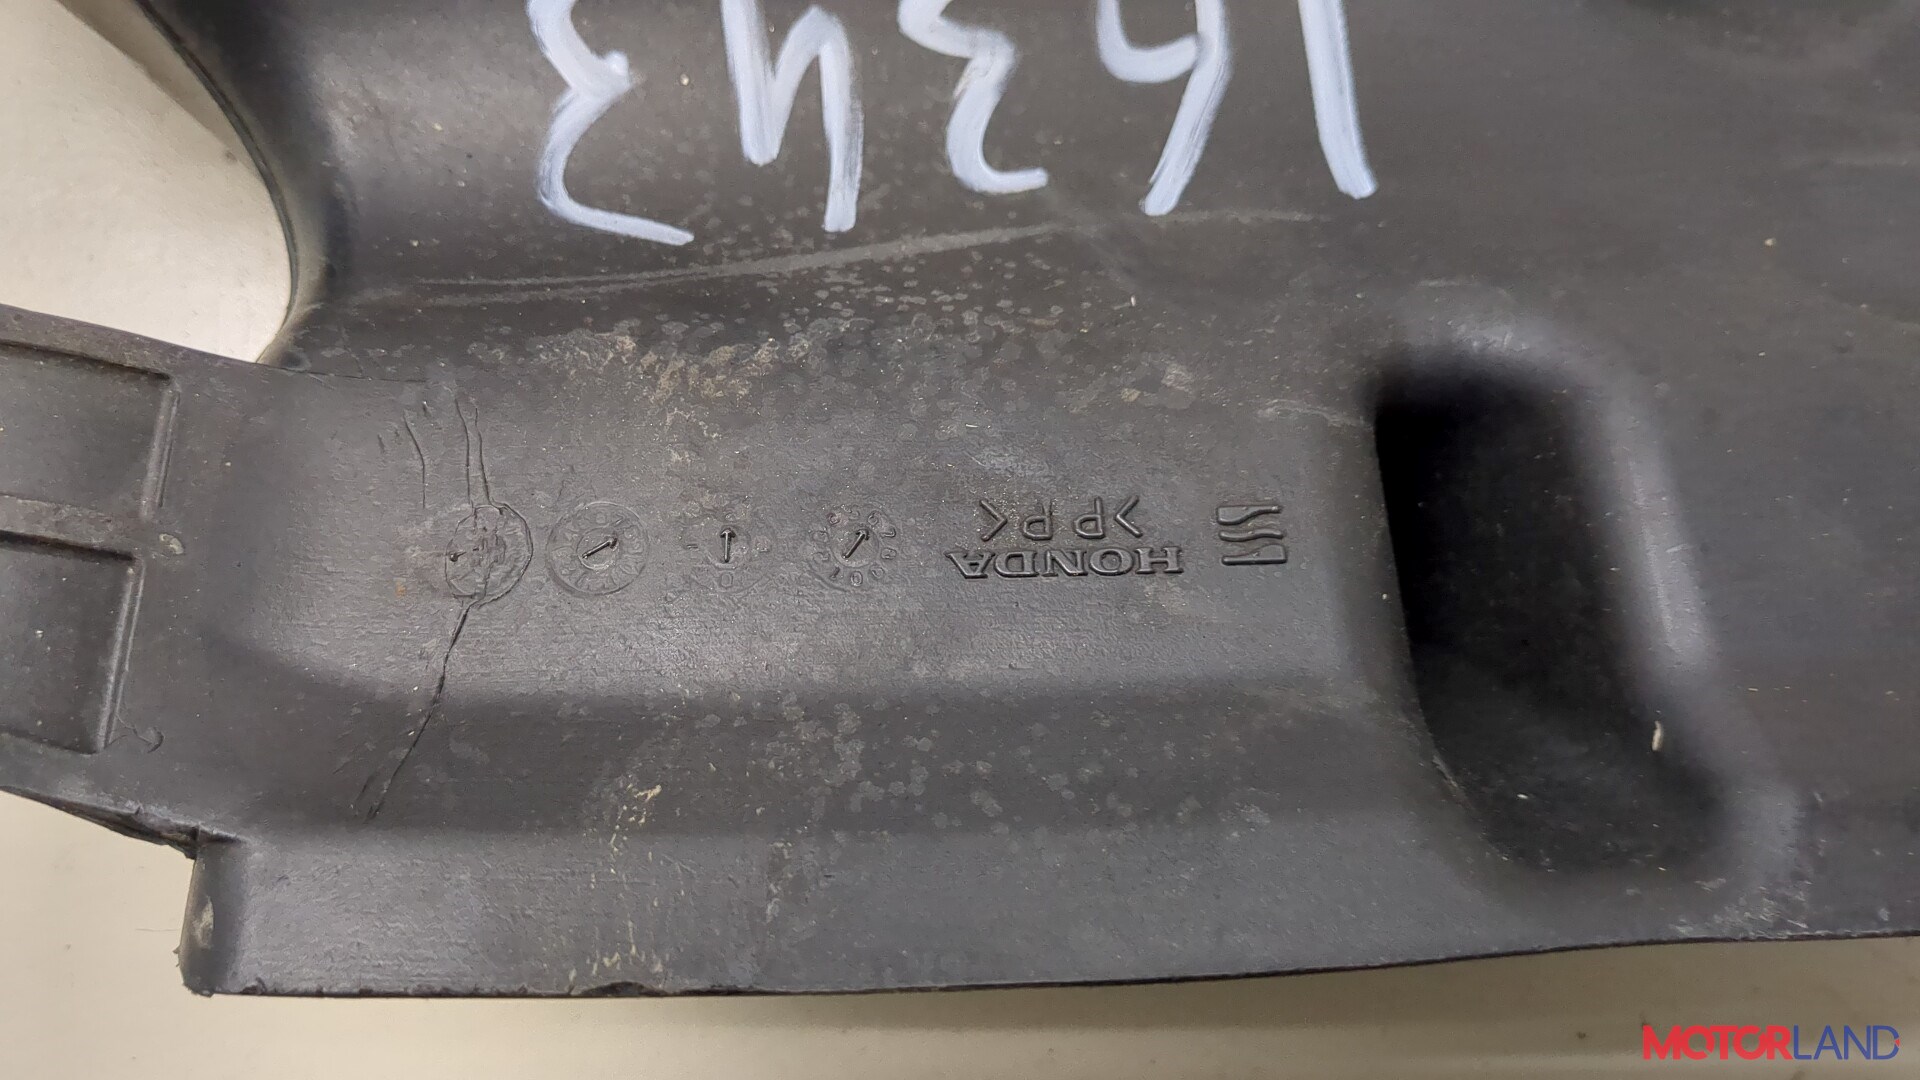 16343
HONDA
>PP<
MOTORLAND